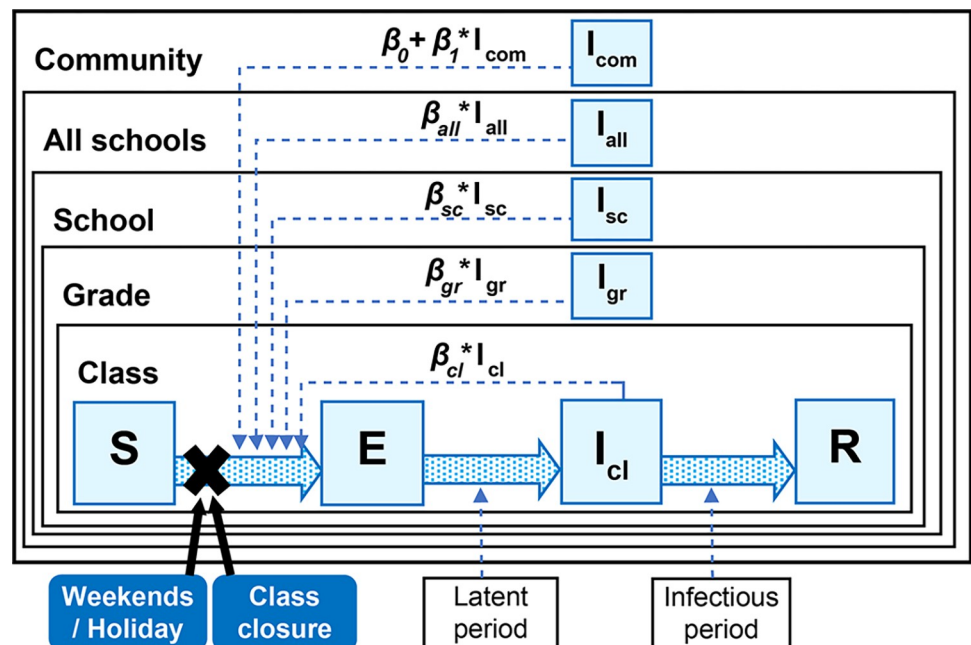 Community
β0 + β1* Icom
Icom
All schools
βall* Iall
Iall
School
βsc* Isc
Isc
Grade
βgr* Igr
Igr
Class
βcl* Icl
S
E
Icl
R
Weekends
/ Holiday
Class
closure
Latent
period
Infectious
period